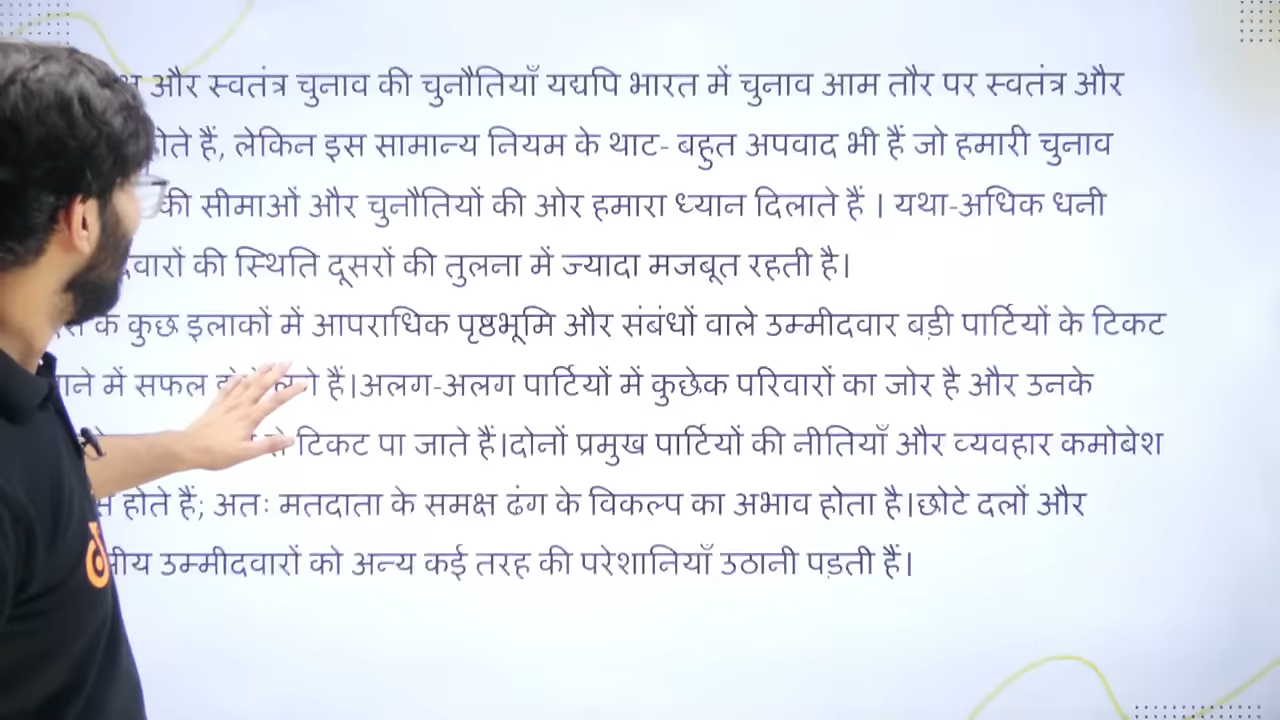 और स्वतंत्र चुनाव की चुनौतियाँ यद्यपि भारत में चुनाव आम तौर पर स्वतंत्र और
हैं, लेकिन इस सामान्य नियम के थाट- बहुत अपवाद भी हैं जो हमारी चुनाव
की सीमाओं और चुनौतियों की ओर हमारा ध्यान दिलाते हैं । यथा-अधिक धनी
की स्थिति दूसरों की तुलना में ज्यादा मजबूत रहती है।
के कुछ इलाकों में आपराधिक पृष्ठभूमि और संबंधों वाले उम्मीदवार बड़ी पार्टियों के टिकट
में सफल हैं।अलग-अलग पार्टियों में कुछेक परिवारों का जोर है और उनके
टिकट पा जाते हैं।दोनों प्रमुख पार्टियों की नीतियाँ और व्यवहार कमोबेश
होते हैं; अतः मतदाता के समक्ष ढंग के विकल्प का अभाव होता है।छोटे दलों और
उम्मीदवारों को अन्य कई तरह की परेशानियाँ उठानी पड़ती हैं।